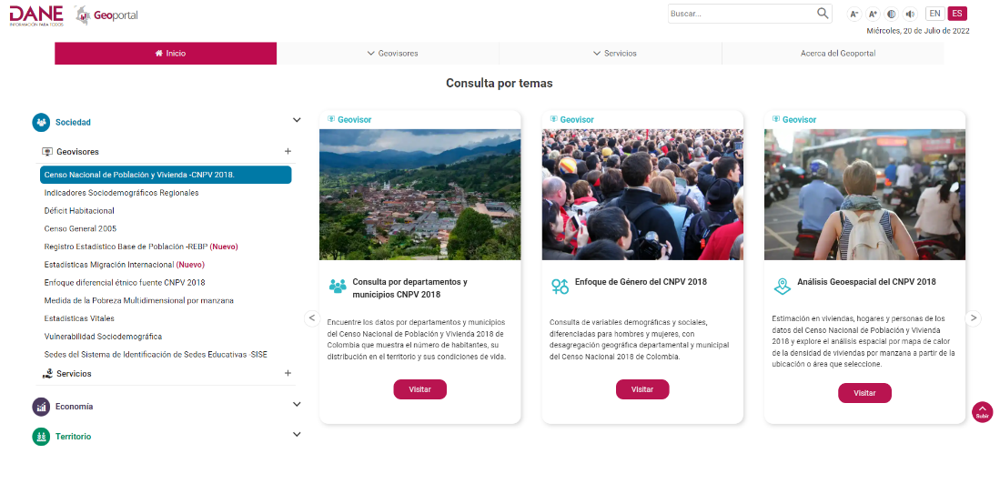 DANE
INFORMACIÓN PARA TODOS
Geoportal
Buscar...
A-
A+
EN
ES
Miércoles, 20 de Julio de 2022
Inicio
Geovisores
Servicios
Acerca del Geoportal
Consulta por temas
Sociedad
Geovisores
Censo Nacional de Población y Vivienda -CNPV 2018.
Indicadores Sociodemográficos Regionales
Déficit Habitacional
Censo General 2005
Registro Estadístico Base de Población -REBP (Nuevo)
Estadísticas Migración Internacional (Nuevo)
Enfoque diferencial étnico fuente CNPV 2018
Medida de la Pobreza Multidimensional por manzana
Estadísticas Vitales
Vulnerabilidad Sociodemográfica
Sedes del Sistema de Identificación de Sedes Educativas -SISE
Servicios
Economía
Territorio
Geovisor
Consulta por departamentos y
municipios CNPV 2018
Encuentre los datos por departamentos y municipios
del Censo Nacional de Población y Vivienda 2018 de
Colombia que muestra el número de habitantes, su
distribución en el territorio y sus condiciones de vida.
Visitar
Geovisor
Enfoque de Género del CNPV 2018
Consulta de variables demográficas y sociales,
diferenciadas para hombres y mujeres, con
desagregación geográfica departamental y municipal
del Censo Nacional 2018 de Colombia.
Visitar
Geovisor
Análisis Geoespacial del CNPV 2018
Estimación en viviendas, hogares y personas de los
datos del Censo Nacional de Población y Vivienda
2018 y explore el análisis espacial por mapa de calor
de la densidad de viviendas por manzana a partir de la
ubicación o área que seleccione.
Visitar
Subir